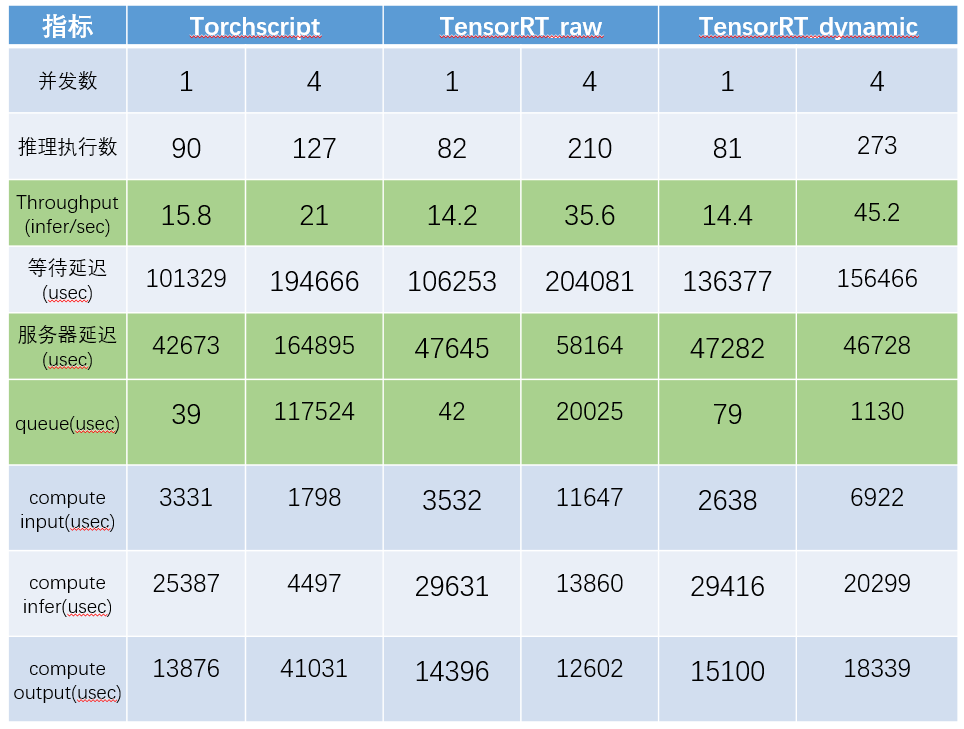 指标 Torchscript TensorRT_raw TensorRT_dynamic
并发数 1 4 1 4 1 4
推理执行数 90 127 82 210 81 273
Throughput
(infer/sec) 15.8 21 14.2 35.6 14.4 45.2
等待延迟
(usec) 101329 194666 106253 204081 136377 156466
服务器延迟
(usec) 42673 164895 47645 58164 47282 46728
queue(usec) 39 117524 42 20025 79 1130
compute
input(usec) 3331 1798 3532 11647 2638 6922
compute
infer(usec) 25387 4497 29631 13860 29416 20299
compute
output(usec) 13876 41031 14396 12602 15100 18339